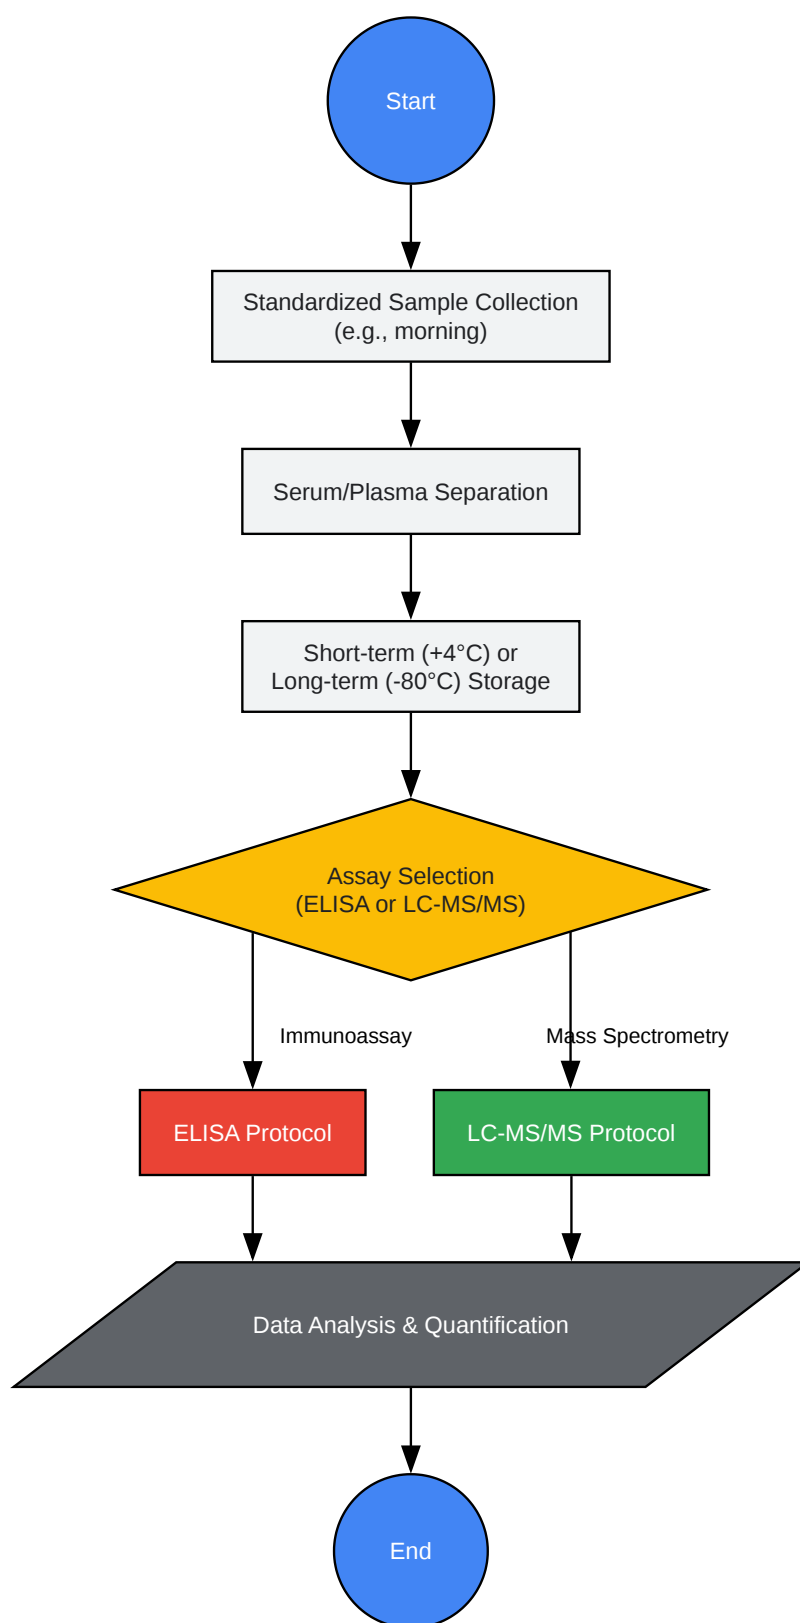 Start
Standardized Sample Collection
(e.g., morning)
Serum/Plasma Separation
Short-term (+4°C) or
Long-term (-80°C) Storage
Assay Selection
(ELISA or LC-MS/MS)
Immunoassay
Mass Spectrometry
ELISA Protocol
LC-MS/MS Protocol
Data Analysis & Quantification
End